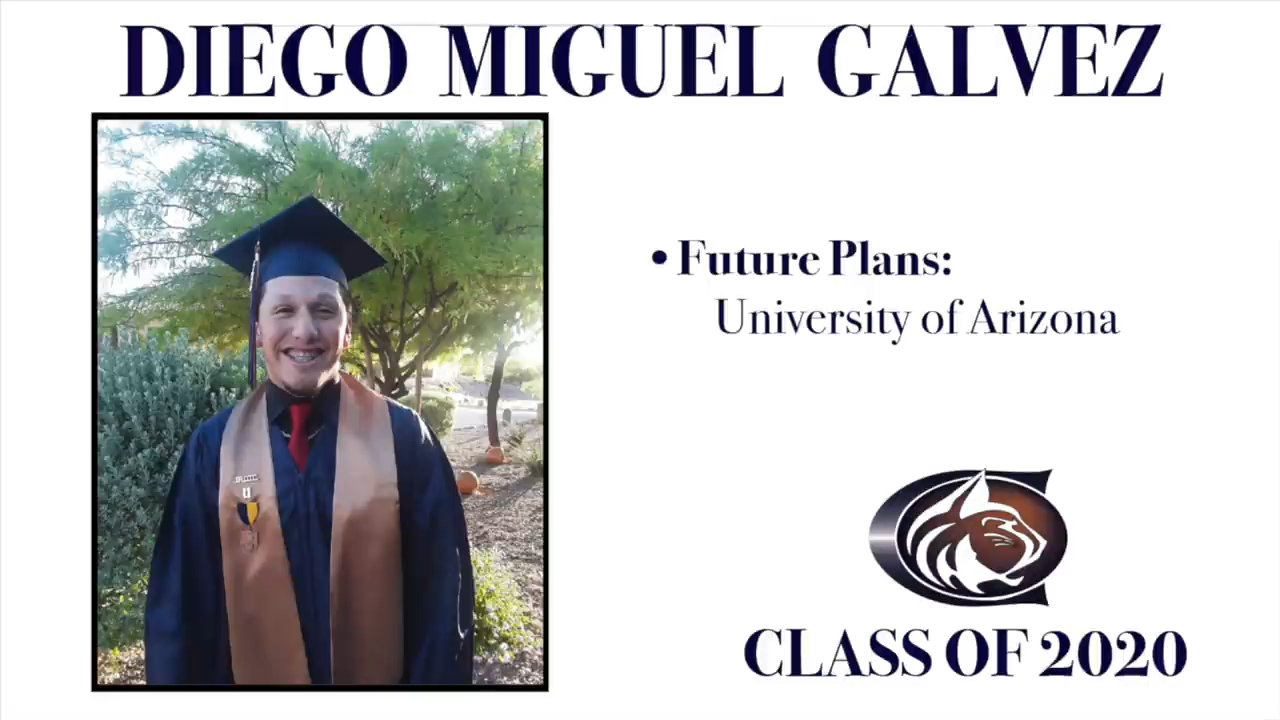 DIEGO MIGUEL GALVEZ
• Future Plans:
University of Arizona
CLASS OF 2020